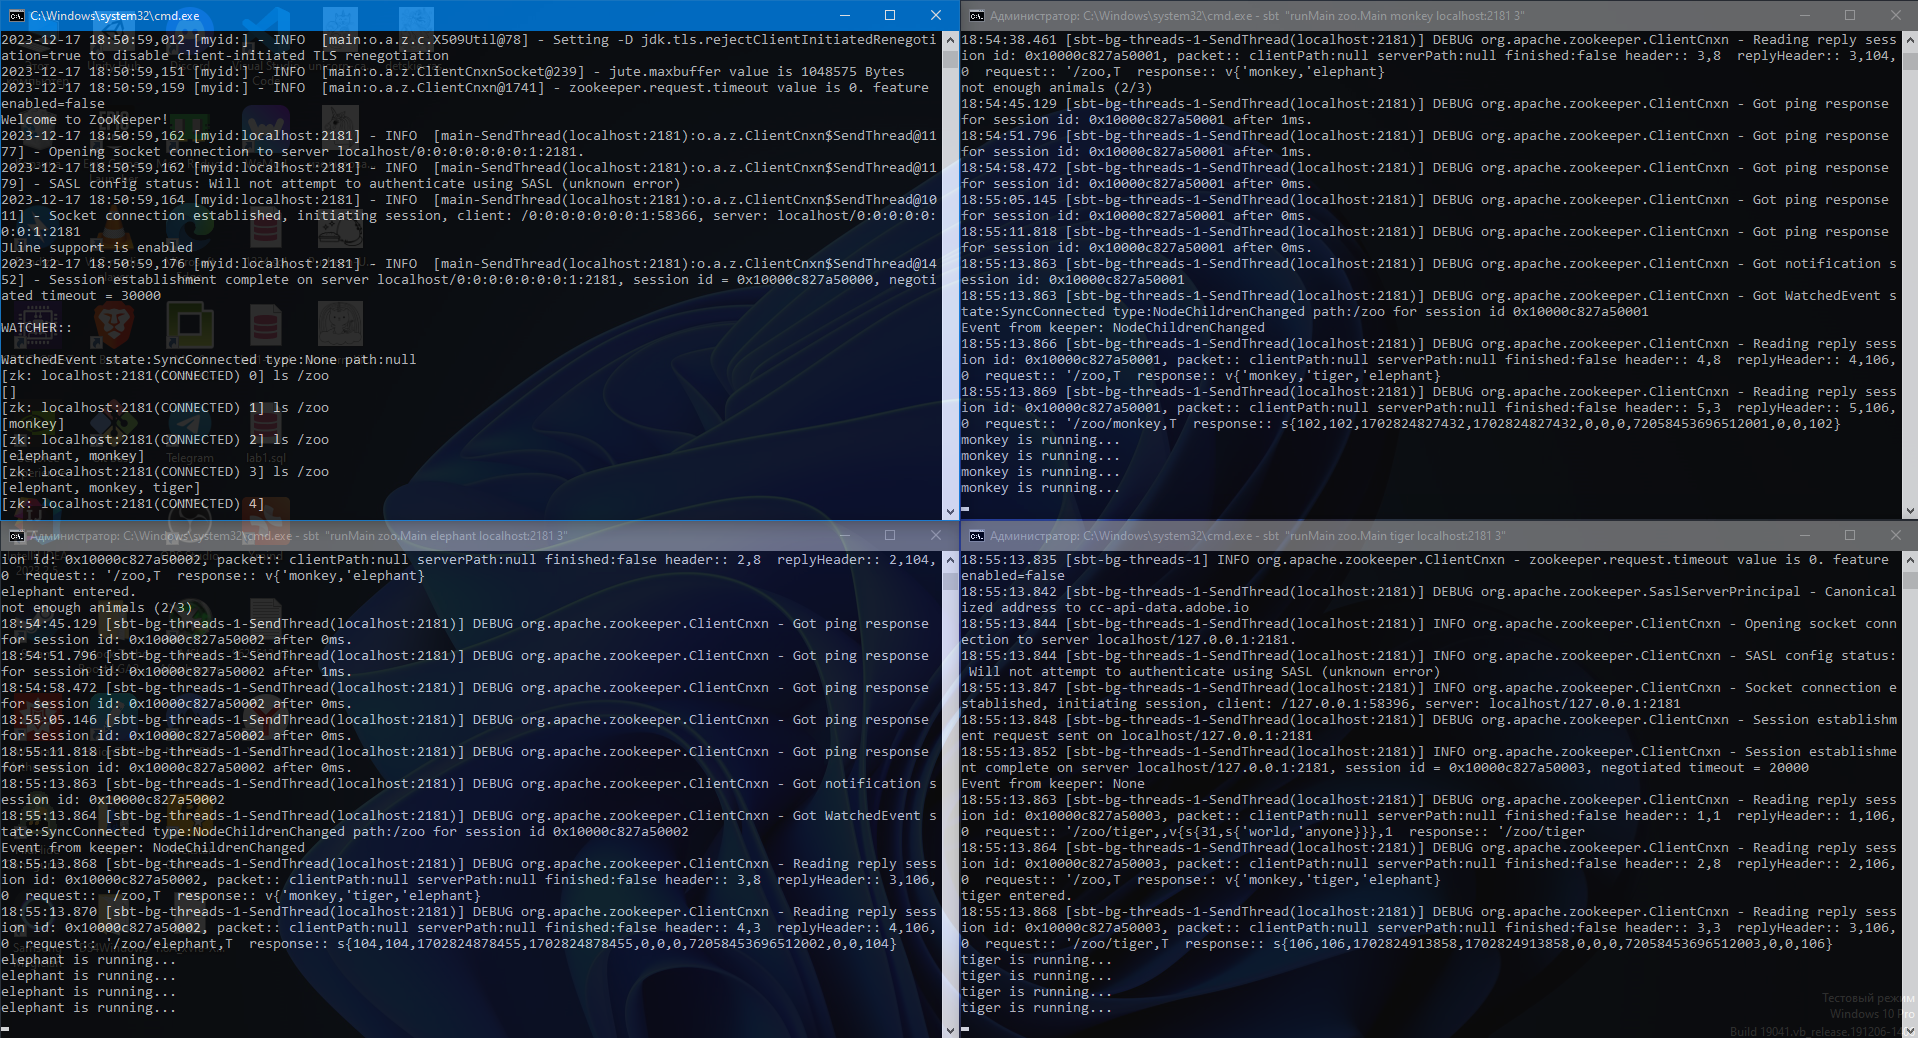 C:\Windows\system32\cmd.exe
2023-12-17 18:50:59,012 [myid:] - INFO  [main:o.a.z.c.X509Util@78] - Setting -D jdk.tls.rejectClientInitiatedRenegoti
ation=true to disable client-initiated TLS renegotiation
2023-12-17 18:50:59,151 [myid:] - INFO  [main:o.a.z.ClientCnxnSocket@239] - jute.maxbuffer value is 1048575 Bytes
2023-12-17 18:50:59,159 [myid:] - INFO  [main:o.a.z.ClientCnxn@1741] - zookeeper.request.timeout value is 0. feature
enabled=false
Welcome to ZooKeeper!
2023-12-17 18:50:59,162 [myid:localhost:2181] - INFO  [main-SendThread(localhost:2181):o.a.z.ClientCnxn$SendThread@11
77] - Opening socket connection to server localhost/0:0:0:0:0:0:0:1:2181.
2023-12-17 18:50:59,162 [myid:localhost:2181] - INFO  [main-SendThread(localhost:2181):o.a.z.ClientCnxn$SendThread@11
79] - SASL config status: Will not attempt to authenticate using SASL (unknown error)
2023-12-17 18:50:59,164 [myid:localhost:2181] - INFO  [main-SendThread(localhost:2181):o.a.z.ClientCnxn$SendThread@10
11] - Socket connection established, initiating session, client: /0:0:0:0:0:0:0:1:58366, server: localhost/0:0:0:0:0:
0:0:1:2181
JLine support is enabled
2023-12-17 18:50:59,176 [myid:localhost:2181] - INFO  [main-SendThread(localhost:2181):o.a.z.ClientCnxn$SendThread@14
52] - Session establishment complete on server localhost/0:0:0:0:0:0:0:1:2181, session id = 0x10000c827a50000, negoti
ated timeout = 30000
WATCHER::
WatchedEvent state:SyncConnected type:None path:null
[zk: localhost:2181(CONNECTED) 0] ls /zoo
[]
[zk: localhost:2181(CONNECTED) 1] ls /zoo
[monkey]
[zk: localhost:2181(CONNECTED) 2] ls /zoo
[elephant, monkey]
[zk: localhost:2181(CONNECTED) 3] ls /zoo
[elephant, monkey, tiger]
[zk: localhost:2181(CONNECTED) 4]
Telegram
lab1.sql
Администратор: C:\Windows\system32\cmd.exe - sbt  "runMain zoo.Main monkey localhost:2181 3"
18:54:38.461 [sbt-bg-threads-1-SendThread(localhost:2181)] DEBUG org.apache.zookeeper.ClientCnxn - Reading reply sess
ion id: 0x10000c827a50001, packet:: clientPath:null serverPath:null finished:false header:: 3,8  replyHeader:: 3,104,
0  request:: '/zoo,T  response:: v{'monkey,'elephant}
not enough animals (2/3)
18:54:45.129 [sbt-bg-threads-1-SendThread(localhost:2181)] DEBUG org.apache.zookeeper.ClientCnxn - Got ping response
for session id: 0x10000c827a50001 after 1ms.
18:54:51.796 [sbt-bg-threads-1-SendThread(localhost:2181)] DEBUG org.apache.zookeeper.ClientCnxn - Got ping response
for session id: 0x10000c827a50001 after 1ms.
18:54:58.472 [sbt-bg-threads-1-SendThread(localhost:2181)] DEBUG org.apache.zookeeper.ClientCnxn - Got ping response
for session id: 0x10000c827a50001 after 0ms.
18:55:05.145 [sbt-bg-threads-1-SendThread(localhost:2181)] DEBUG org.apache.zookeeper.ClientCnxn - Got ping response
for session id: 0x10000c827a50001 after 0ms.
18:55:11.818 [sbt-bg-threads-1-SendThread(localhost:2181)] DEBUG org.apache.zookeeper.ClientCnxn - Got ping response
for session id: 0x10000c827a50001 after 0ms.
18:55:13.863 [sbt-bg-threads-1-SendThread(localhost:2181)] DEBUG org.apache.zookeeper.ClientCnxn - Got notification s
ession id: 0x10000c827a50001
18:55:13.863 [sbt-bg-threads-1-SendThread(localhost:2181)] DEBUG org.apache.zookeeper.ClientCnxn - Got WatchedEvent s
tate:SyncConnected type:NodeChildrenChanged path:/zoo for session id 0x10000c827a50001
Event from keeper: NodeChildrenChanged
18:55:13.866 [sbt-bg-threads-1-SendThread(localhost:2181)] DEBUG org.apache.zookeeper.ClientCnxn - Reading reply sess
ion id: 0x10000c827a50001, packet:: clientPath:null serverPath:null finished:false header:: 4,8  replyHeader:: 4,106,
0  request:: '/zoo,T  response:: v{'monkey,'tiger,'elephant}
18:55:13.869 [sbt-bg-threads-1-SendThread(localhost:2181)] DEBUG org.apache.zookeeper.ClientCnxn - Reading reply sess
ion id: 0x10000c827a50001, packet:: clientPath:null serverPath:null finished:false header:: 5,3  replyHeader:: 5,106,
0  request:: '/zoo/monkey,T  response:: s{102,102,1702824827432,1702824827432,0,0,0,72058453696512001,0,0,102}
monkey is running...
monkey is running...
monkey is running...
monkey is running...
Администратор: C:\Windows\system32\cmd.exe - sbt  "runMain zoo.Main elephant localhost:2181 3"
ion id: 0x10000c827a50002, packet:: clientPath:null serverPath:null finished:false header:: 2,8  replyHeader:: 2,104,
0  request:: '/zoo,T  response:: v{'monkey,'elephant}
elephant entered.
not enough animals (2/3)
18:54:45.129 [sbt-bg-threads-1-SendThread(localhost:2181)] DEBUG org.apache.zookeeper.ClientCnxn - Got ping response
for session id: 0x10000c827a50002 after 0ms.
18:54:51.796 [sbt-bg-threads-1-SendThread(localhost:2181)] DEBUG org.apache.zookeeper.ClientCnxn - Got ping response
for session id: 0x10000c827a50002 after 1ms.
18:54:58.472 [sbt-bg-threads-1-SendThread(localhost:2181)] DEBUG org.apache.zookeeper.ClientCnxn - Got ping response
for session id: 0x10000c827a50002 after 0ms.
18:55:05.146 [sbt-bg-threads-1-SendThread(localhost:2181)] DEBUG org.apache.zookeeper.ClientCnxn - Got ping response
for session id: 0x10000c827a50002 after 0ms.
18:55:11.818 [sbt-bg-threads-1-SendThread(localhost:2181)] DEBUG org.apache.zookeeper.ClientCnxn - Got ping response
for session id: 0x10000c827a50002 after 0ms.
18:55:13.863 [sbt-bg-threads-1-SendThread(localhost:2181)] DEBUG org.apache.zookeeper.ClientCnxn - Got notification s
ession id: 0x10000c827a50002
18:55:13.864 [sbt-bg-threads-1-SendThread(localhost:2181)] DEBUG org.apache.zookeeper.ClientCnxn - Got WatchedEvent s
tate:SyncConnected type:NodeChildrenChanged path:/zoo for session id 0x10000c827a50002
Event from keeper: NodeChildrenChanged
18:55:13.868 [sbt-bg-threads-1-SendThread(localhost:2181)] DEBUG org.apache.zookeeper.ClientCnxn - Reading reply sess
ion id: 0x10000c827a50002, packet:: clientPath:null serverPath:null finished:false header:: 3,8  replyHeader:: 3,106,
0  request:: '/zoo,T  response:: v{'monkey,'tiger,'elephant}
18:55:13.870 [sbt-bg-threads-1-SendThread(localhost:2181)] DEBUG org.apache.zookeeper.ClientCnxn - Reading reply sess
ion id: 0x10000c827a50002, packet:: clientPath:null serverPath:null finished:false header:: 4,3  replyHeader:: 4,106,
0  request:: '/zoo/elephant,T  response:: s{104,104,1702824878455,1702824878455,0,0,0,72058453696512002,0,0,104}
elephant is running...
elephant is running...
elephant is running...
elephant is running...
Администратор: C:\Windows\system32\cmd.exe - sbt  "runMain zoo.Main tiger localhost:2181 3"
18:55:13.835 [sbt-bg-threads-1] INFO org.apache.zookeeper.ClientCnxn - zookeeper.request.timeout value is 0. feature
enabled=false
18:55:13.842 [sbt-bg-threads-1-SendThread(localhost:2181)] DEBUG org.apache.zookeeper.SaslServerPrincipal - Canonical
ized address to cc-api-data.adobe.io
18:55:13.844 [sbt-bg-threads-1-SendThread(localhost:2181)] INFO org.apache.zookeeper.ClientCnxn - Opening socket conn
ection to server localhost/127.0.0.1:2181.
18:55:13.844 [sbt-bg-threads-1-SendThread(localhost:2181)] INFO org.apache.zookeeper.ClientCnxn - SASL config status:
Will not attempt to authenticate using SASL (unknown error)
18:55:13.847 [sbt-bg-threads-1-SendThread(localhost:2181)] INFO org.apache.zookeeper.ClientCnxn - Socket connection e
stablished, initiating session, client: /127.0.0.1:58396, server: localhost/127.0.0.1:2181
18:55:13.848 [sbt-bg-threads-1-SendThread(localhost:2181)] DEBUG org.apache.zookeeper.ClientCnxn - Session establishm
ent request sent on localhost/127.0.0.1:2181
18:55:13.852 [sbt-bg-threads-1-SendThread(localhost:2181)] INFO org.apache.zookeeper.ClientCnxn - Session establishme
nt complete on server localhost/127.0.0.1:2181, session id = 0x10000c827a50003, negotiated timeout = 20000
Event from keeper: None
18:55:13.863 [sbt-bg-threads-1-SendThread(localhost:2181)] DEBUG org.apache.zookeeper.ClientCnxn - Reading reply sess
ion id: 0x10000c827a50003, packet:: clientPath:null serverPath:null finished:false header:: 1,1  replyHeader:: 1,106,
0  request:: '/zoo/tiger,,v{s{31,s{'world,'anyone}}},1  response:: '/zoo/tiger
18:55:13.864 [sbt-bg-threads-1-SendThread(localhost:2181)] DEBUG org.apache.zookeeper.ClientCnxn - Reading reply sess
ion id: 0x10000c827a50003, packet:: clientPath:null serverPath:null finished:false header:: 2,8  replyHeader:: 2,106,
0  request:: '/zoo,T  response:: v{'monkey,'tiger,'elephant}
tiger entered.
18:55:13.868 [sbt-bg-threads-1-SendThread(localhost:2181)] DEBUG org.apache.zookeeper.ClientCnxn - Reading reply sess
ion id: 0x10000c827a50003, packet:: clientPath:null serverPath:null finished:false header:: 3,3  replyHeader:: 3,106,
0  request:: '/zoo/tiger,T  response:: s{106,106,1702824913858,1702824913858,0,0,0,72058453696512003,0,0,106}
tiger is running...
tiger is running...
tiger is running...
tiger is running...
Тестовый режим
Windows 10 Pro
Build 19041.vb_release.191206-14